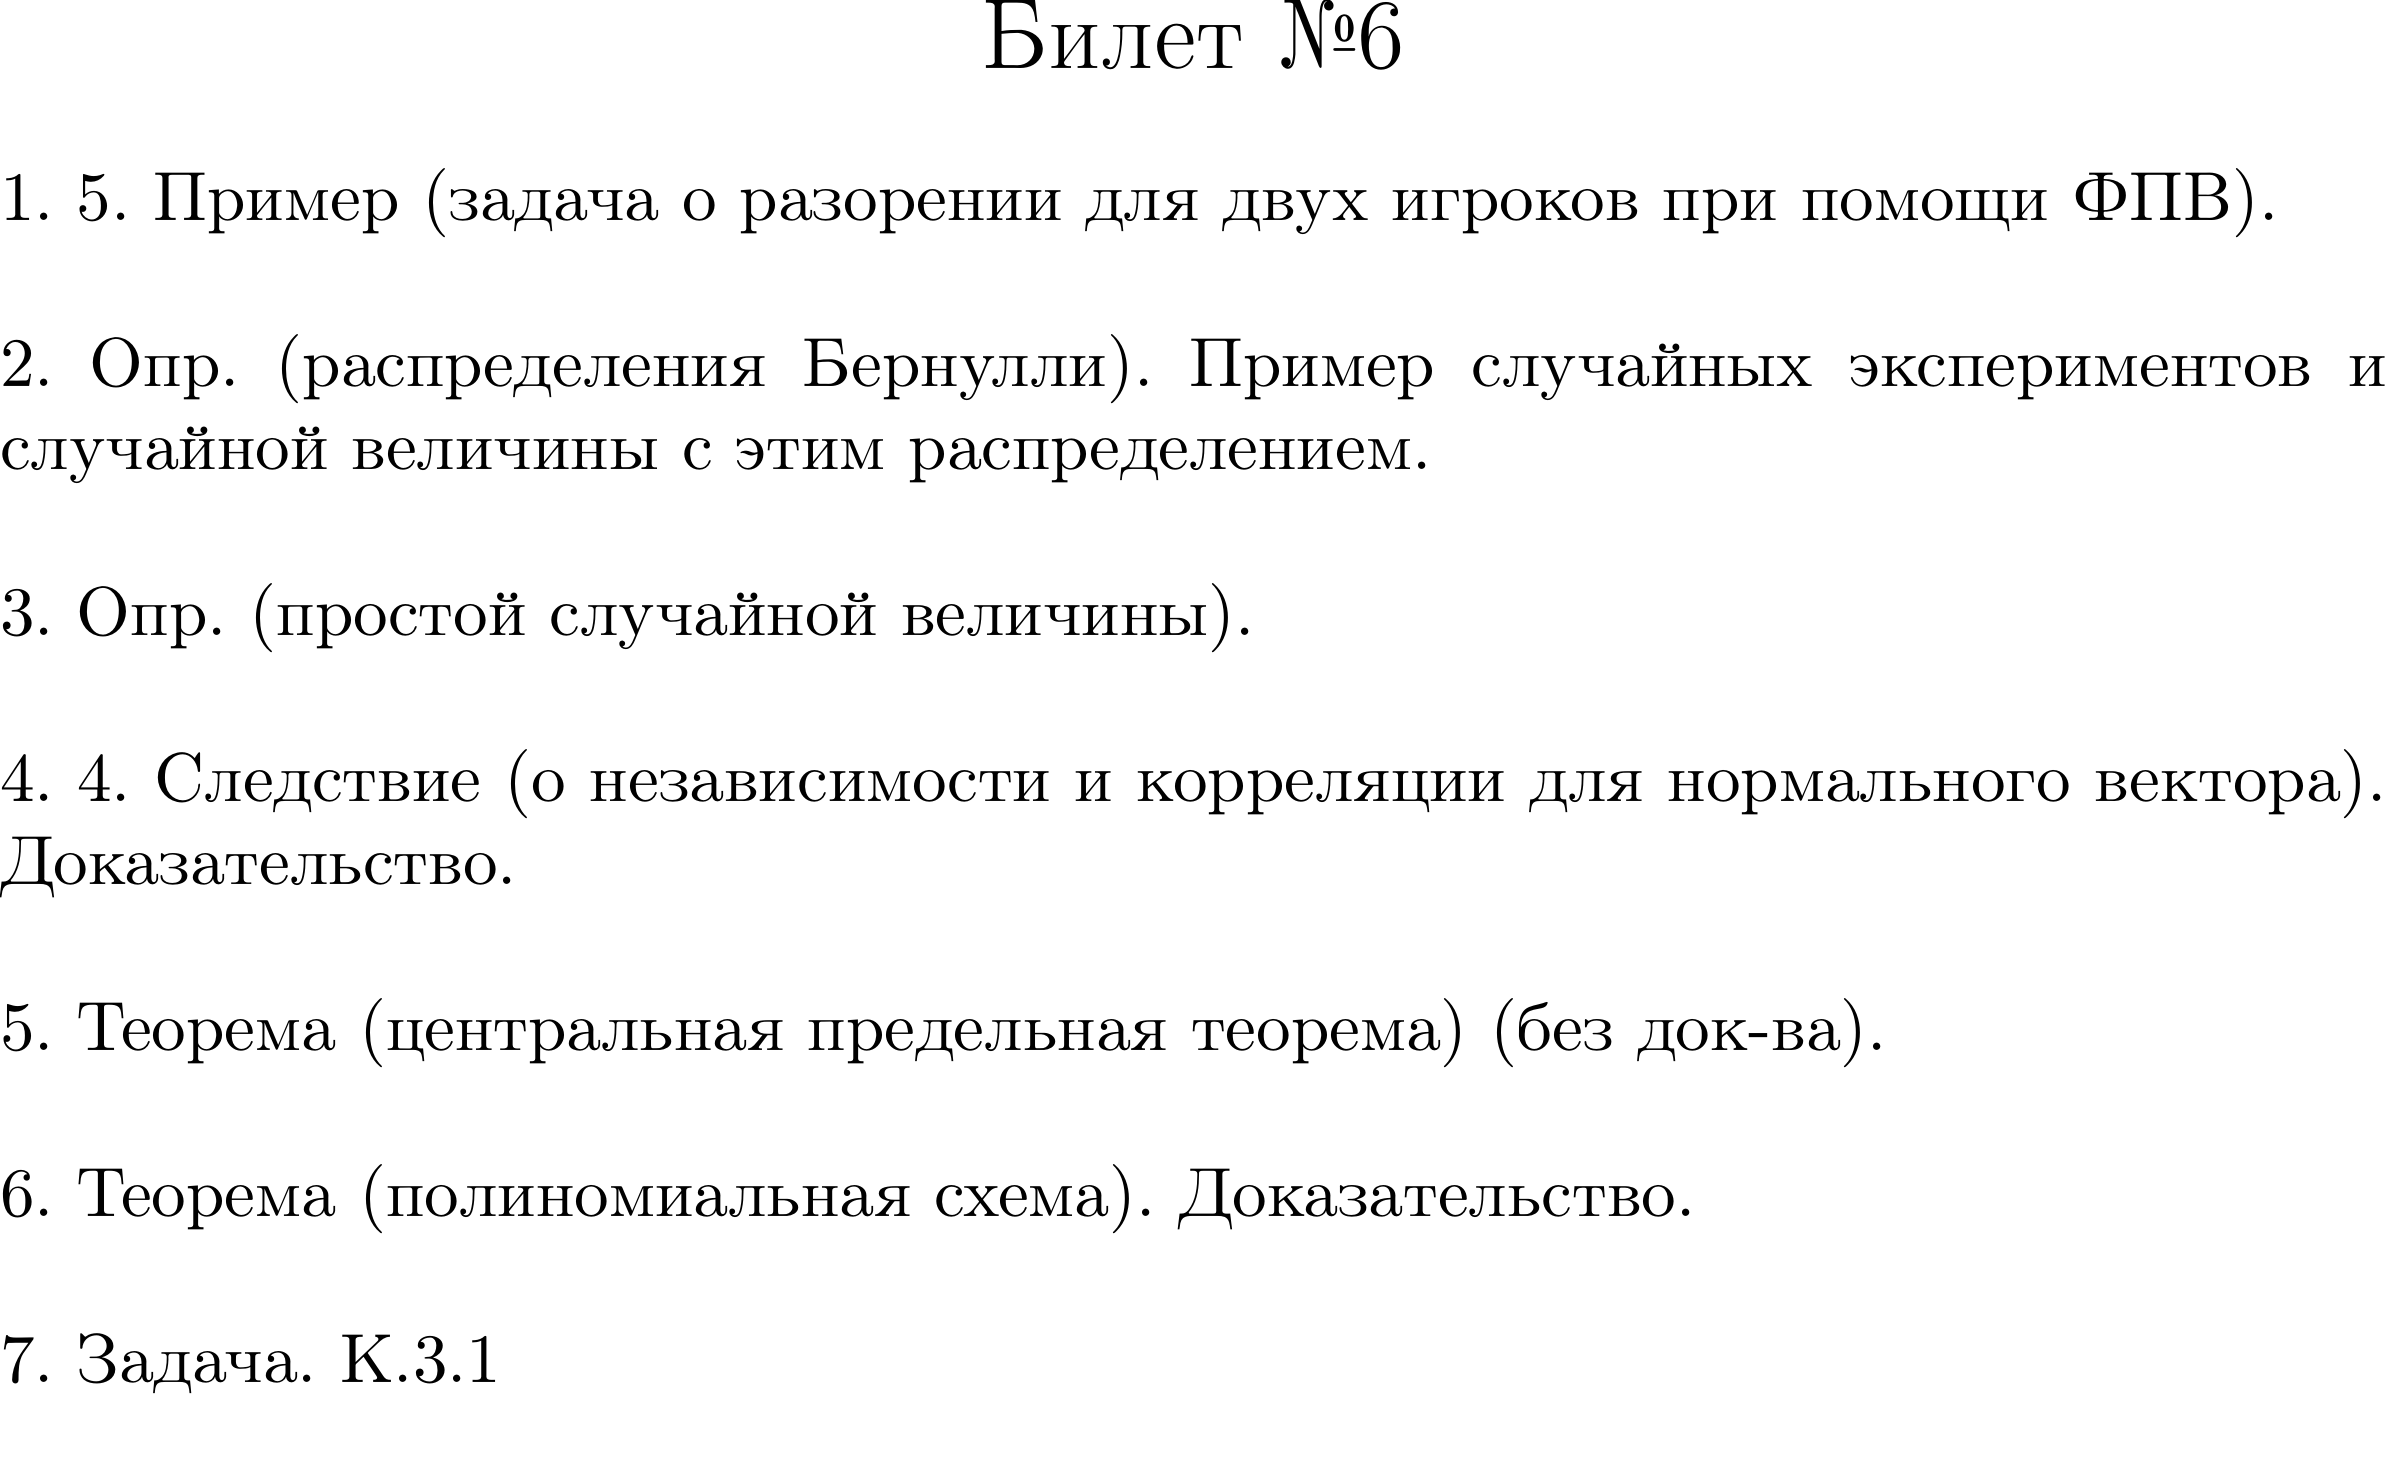 Билет №6
1. 5. Пример (задача о разорении для двух игроков при помощи ФПВ).
2. Опр. (распределения Бернулли). Пример случайных экспериментов и
случайной величины с этим распределением.
3. Опр. (простой случайной величины).
4. 4. Следствие (о независимости и корреляции для нормального вектора).
Доказательство.
5. Теорема (центральная предельная теорема) (без док-ва).
6. Теорема (полиномиальная схема). Доказательство.
7. Задача. К.3.1